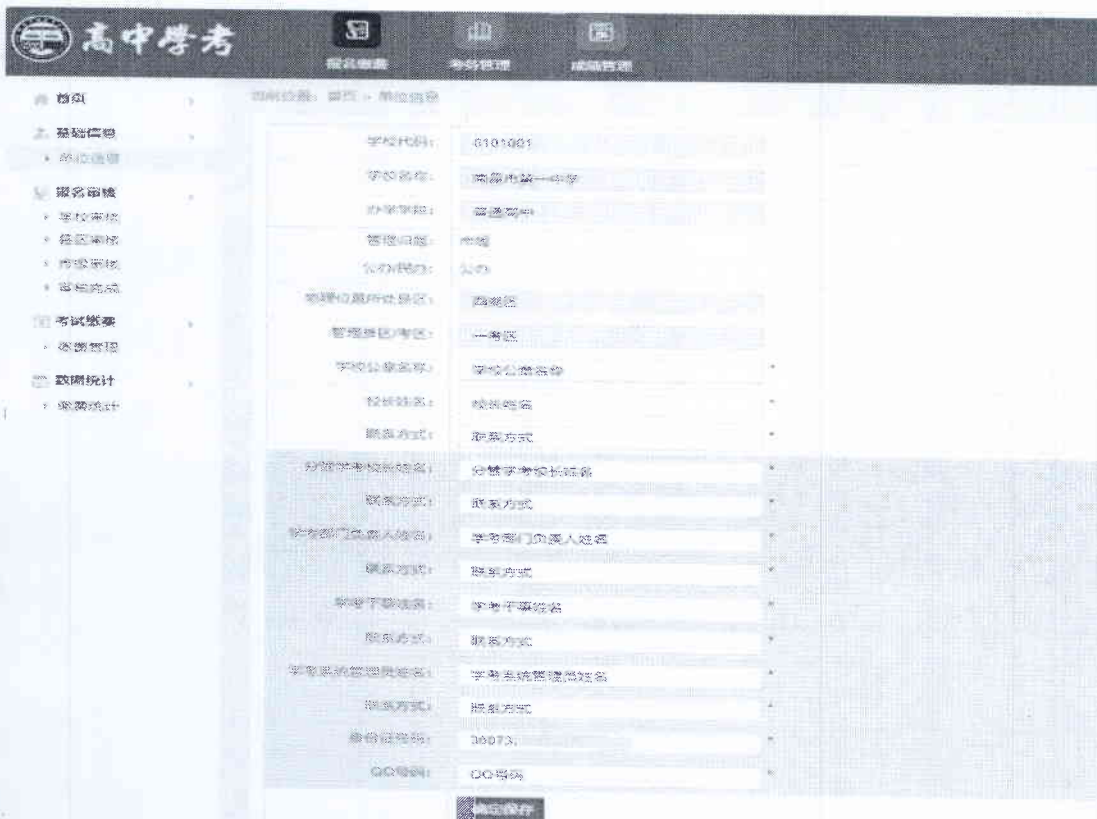 高中学考
报名缴费 考务管理 成绩管理
首页
当前位置: 首页 > 单位信息
基础信息
单位信息
报名审核
学校审核
县区审核
市级审核
审核完成
考试缴费
缴费管理
数据统计
缴费统计
学校代码: 0101001
学校名称: 南昌市第一中学
办学学段: 普通高中
管理归属: 市属
公办/民办: 公办
地理位置所处县区: 西湖区
管理县区/考区: 一考区
学校公章名称: 学校公章名称 *
校长姓名: 校长姓名 *
联系方式: 联系方式 *
分管学考校长姓名: 分管学考校长姓名 *
联系方式: 联系方式 *
学考部门负责人姓名: 学考部门负责人姓名 *
联系方式: 联系方式 *
学考干事姓名: 学考干事姓名 *
联系方式: 联系方式 *
学考系统管理员姓名: 学考系统管理员姓名 *
联系方式: 联系方式 *
身份证号码: 36073. *
QQ号码: QQ号码 *
确定保存